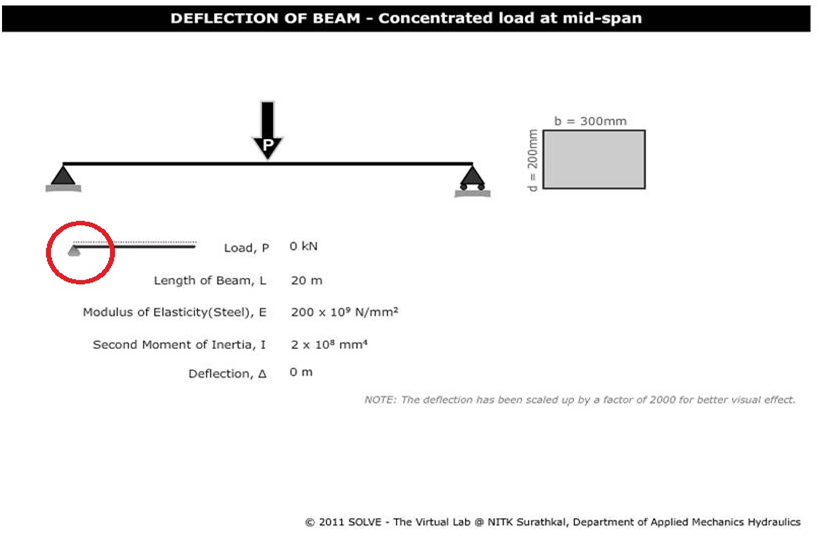 DEFLECTION OF BEAM - Concentrated load at mid-span
P
b = 300mm
d = 200mm
Load, P 0 kN
Length of Beam, L 20 m
Modulus of Elasticity(Steel), E 200 x 10⁹ N/mm²
Second Moment of Inertia, I 2 x 10⁸ mm⁴
Deflection, Δ 0 m
NOTE: The deflection has been scaled up by a factor of 2000 for better visual effect.
© 2011 SOLVE - The Virtual Lab @ NITK Surathkal, Department of Applied Mechanics Hydraulics